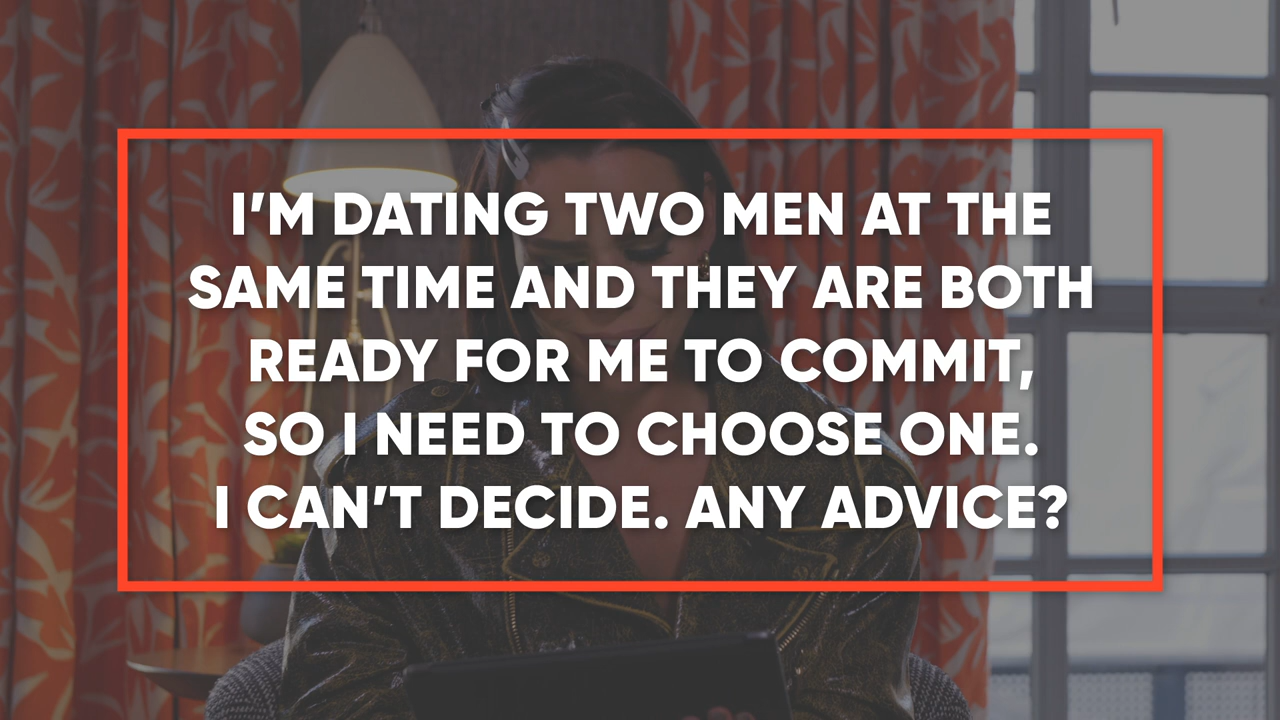 I’M DATING TWO MEN AT THE
SAME TIME AND THEY ARE BOTH
READY FOR ME TO COMMIT,
SO I NEED TO CHOOSE ONE.
I CAN’T DECIDE. ANY ADVICE?